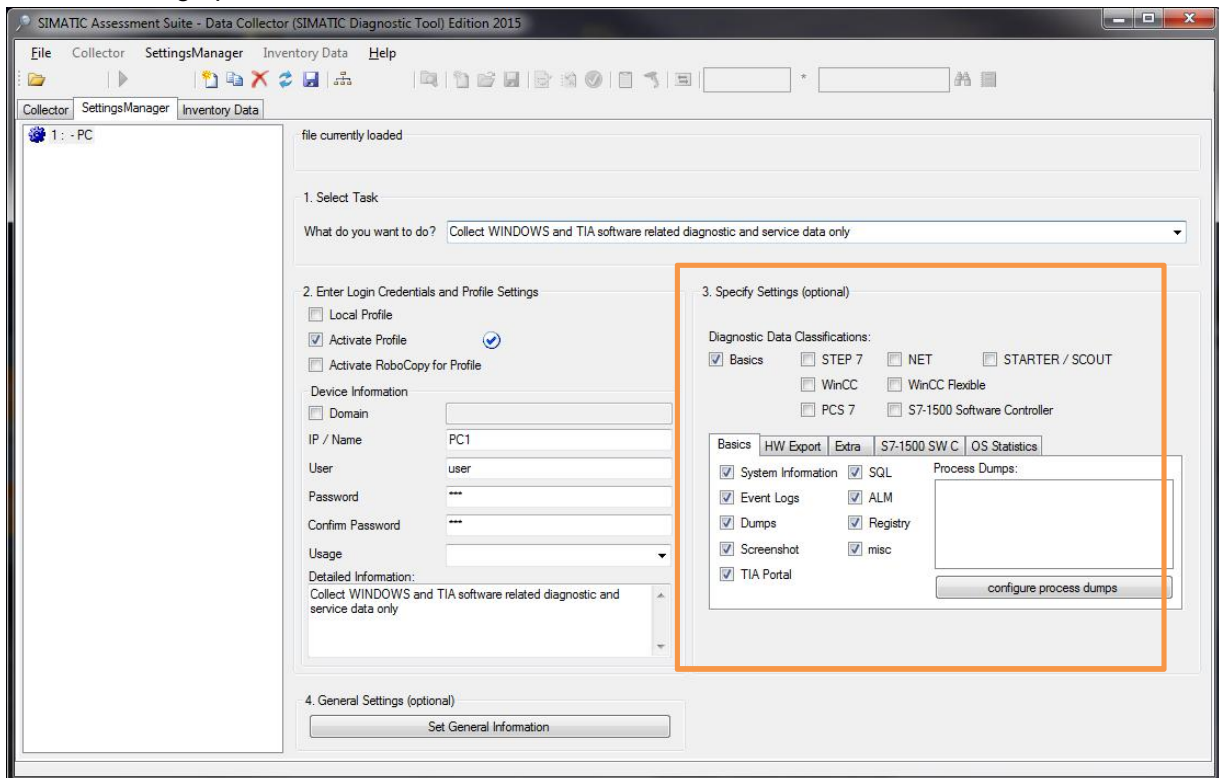 SIMATIC Assessment Suite - Data Collector (SIMATIC Diagnostic Tool) Edition 2015
File Collector SettingsManager Inventory Data Help
*
Collector SettingsManager Inventory Data
1 : - PC
file currently loaded
1. Select Task
What do you want to do? Collect WINDOWS and TIA software related diagnostic and service data only
2. Enter Login Credentials and Profile Settings
Local Profile
Activate Profile
Activate RoboCopy for Profile
Device Information
Domain
IP / Name PC1
User user
Password ***
Confirm Password ***
Usage
Detailed Information:
Collect WINDOWS and TIA software related diagnostic and
service data only
3. Specify Settings (optional)
Diagnostic Data Classifications:
Basics STEP 7 NET STARTER / SCOUT
WinCC WinCC Flexible
PCS 7 S7-1500 Software Controller
Basics HW Export Extra S7-1500 SW C OS Statistics
System Information SQL Process Dumps:
Event Logs ALM
Dumps Registry
Screenshot misc
TIA Portal
configure process dumps
4. General Settings (optional)
Set General Information